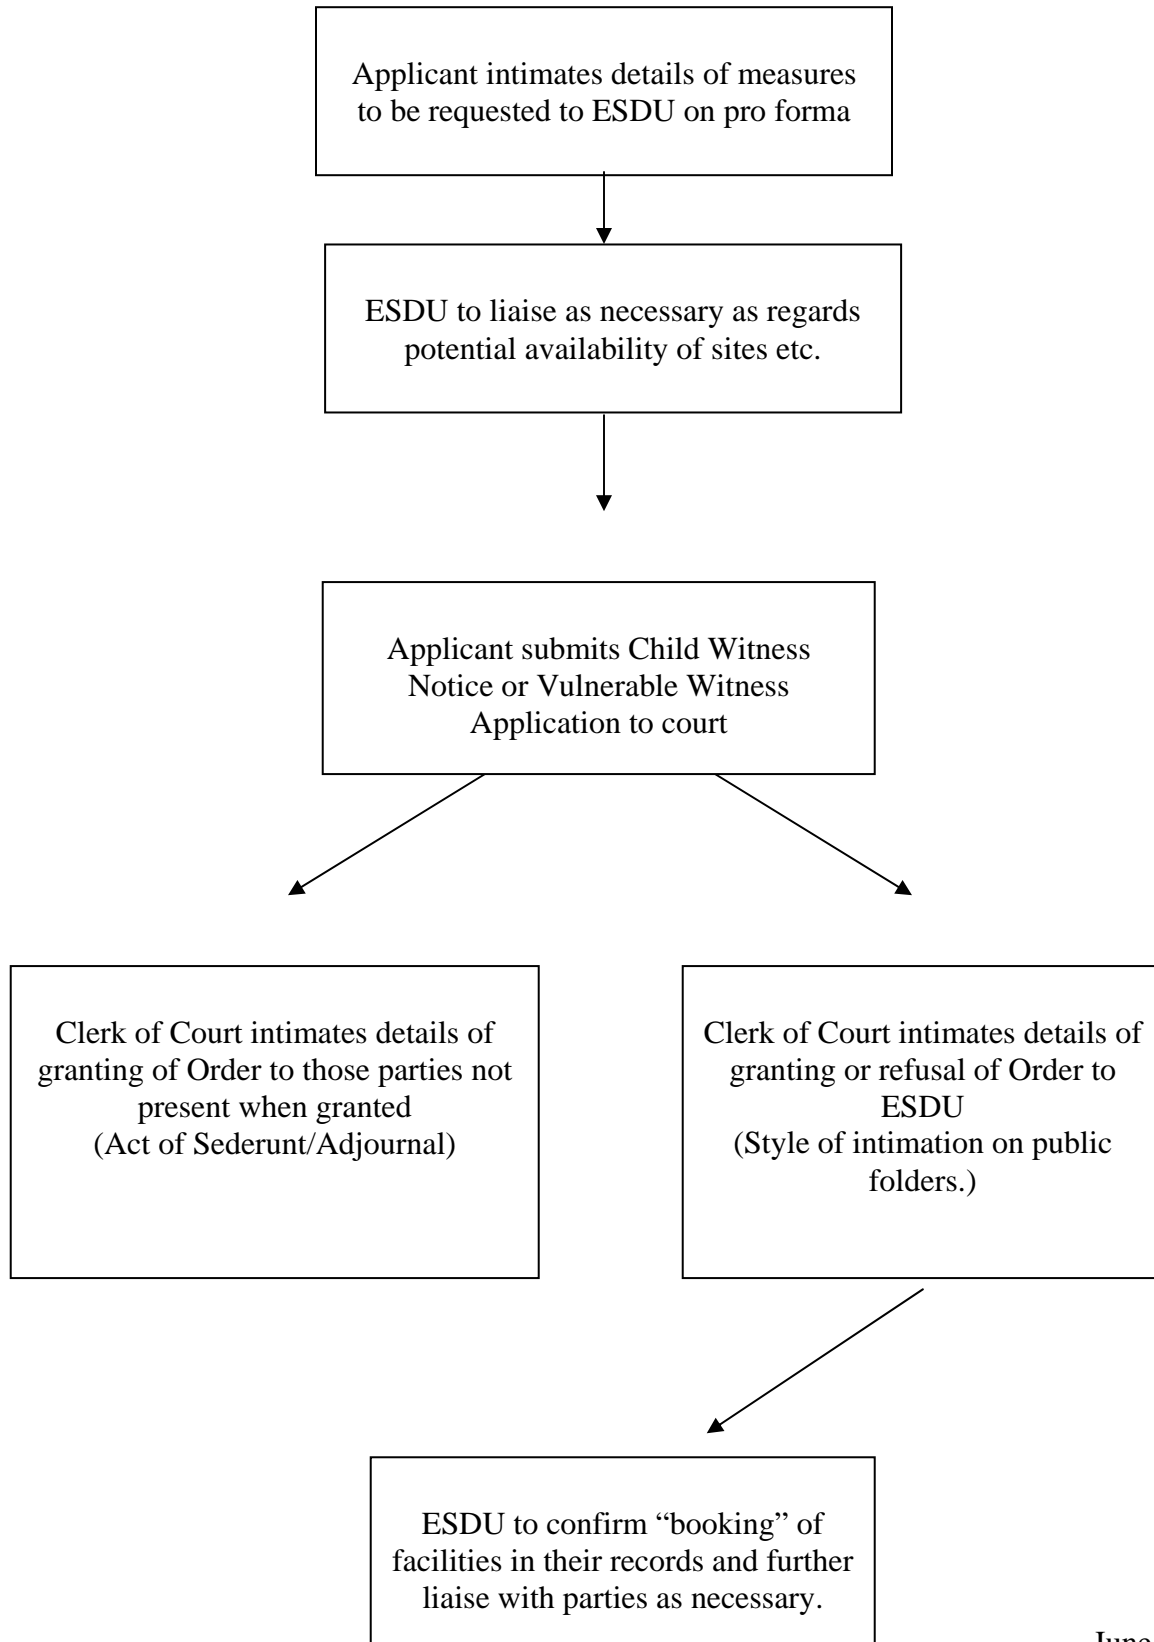 Applicant intimates details of measures
to be requested to ESDU on pro forma
ESDU to liaise as necessary as regards
potential availability of sites etc.
Applicant submits Child Witness
Notice or Vulnerable Witness
Application to court
Clerk of Court intimates details of
granting of Order to those parties not
present when granted
(Act of Sederunt/Adjournal)
Clerk of Court intimates details of
granting or refusal of Order to
ESDU
(Style of intimation on public
folders.)
ESDU to confirm “booking” of
facilities in their records and further
liaise with parties as necessary.
June